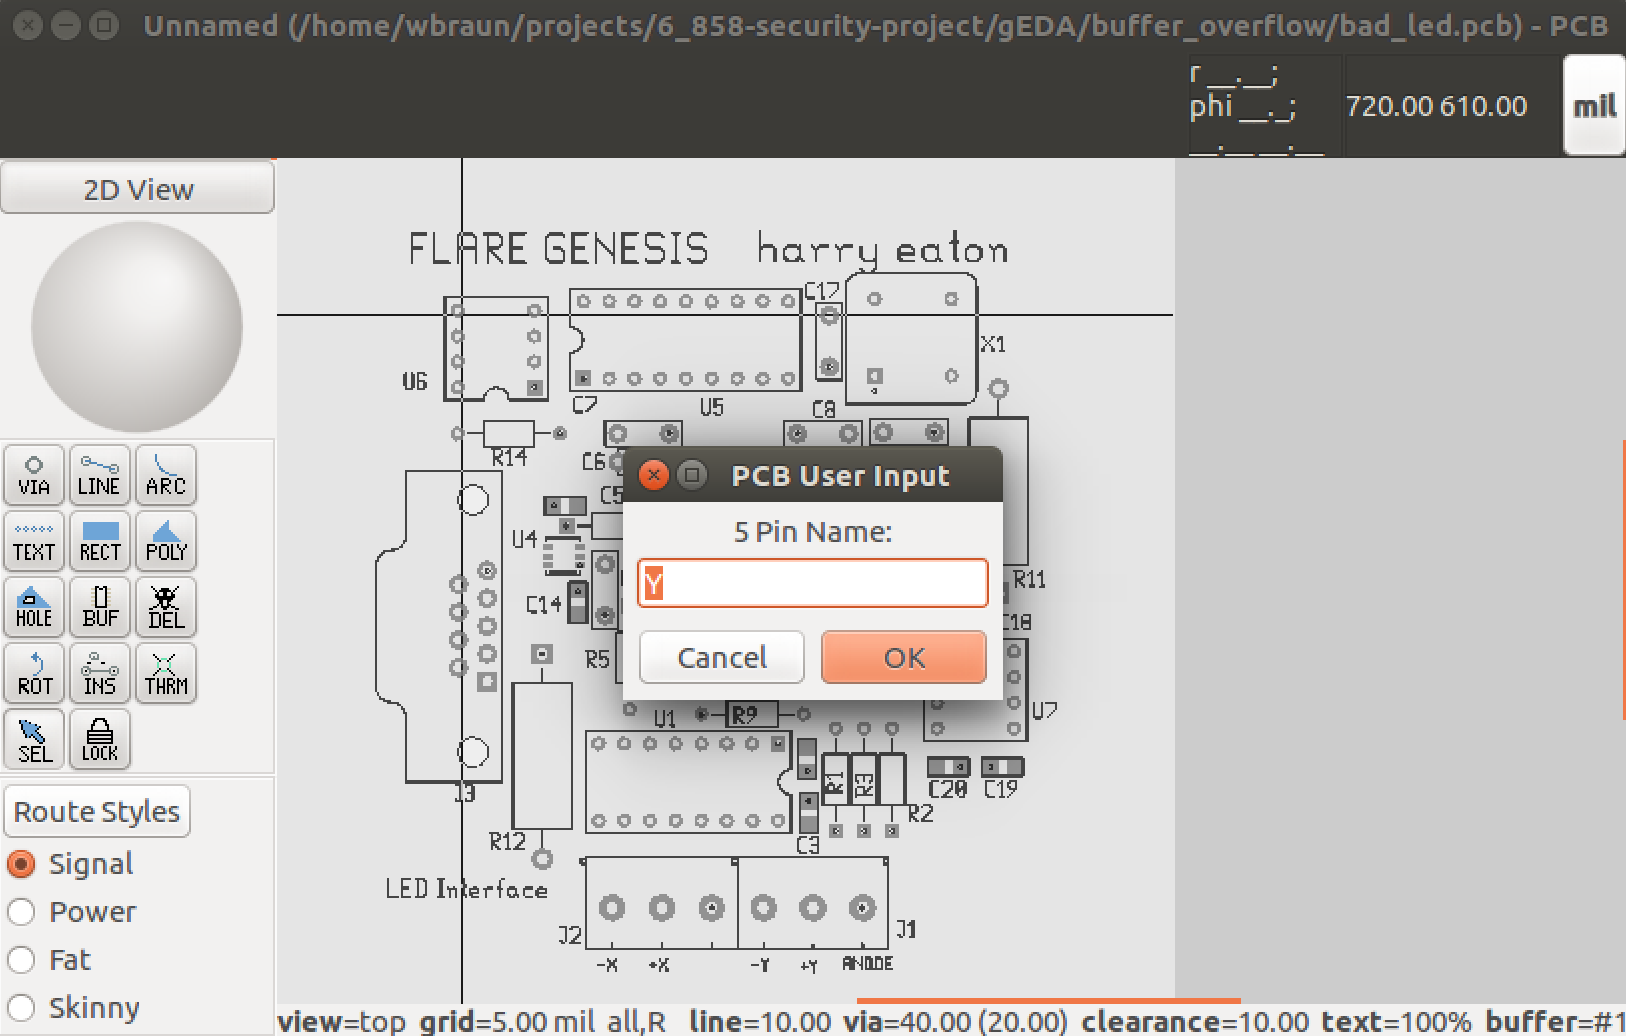 Unnamed (/home/wbraun/projects/6_858-security-project/gEDA/buffer_overflow/bad_led.pcb) - PCB
r __.__;
phi __._;
__.__ __.__
720.00 610.00
mil
2D View
FLARE GENESIS harry eaton
C17
X1
U6
C7
U5
C8
R14
C6
PCB User Input
5 Pin Name:
Y
Cancel
OK
VIA
LINE
ARC
TEXT
RECT
POLY
HOLE
BUF
DEL
ROT
INS
THRM
SEL
LOCK
C5
U4
C14
R5
R11
C18
U7
U1
R9
R1
R3
R2
C20
C19
C3
J3
R12
LED Interface
J2
J1
-X
+X
-Y
+Y
ANODE
Route Styles
Signal
Power
Fat
Skinny
view=top grid=5.00 mil all,R line=10.00 via=40.00 (20.00) clearance=10.00 text=100% buffer=#1